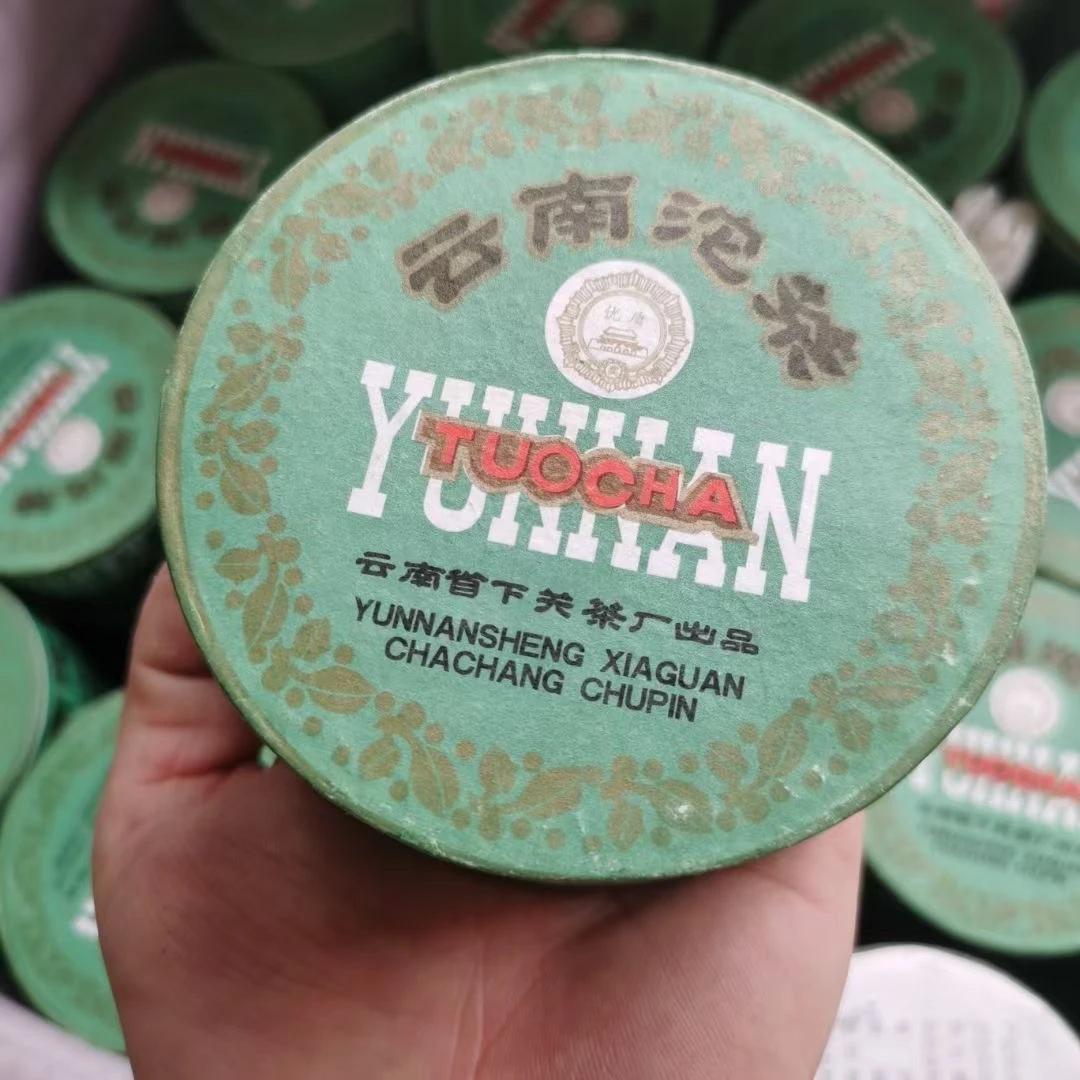 云南沱茶
优质
YUNNAN
TUOCHA
云南省下关茶厂出品
YUNNANSHENG XIAGUAN
CHACHANG CHUPIN